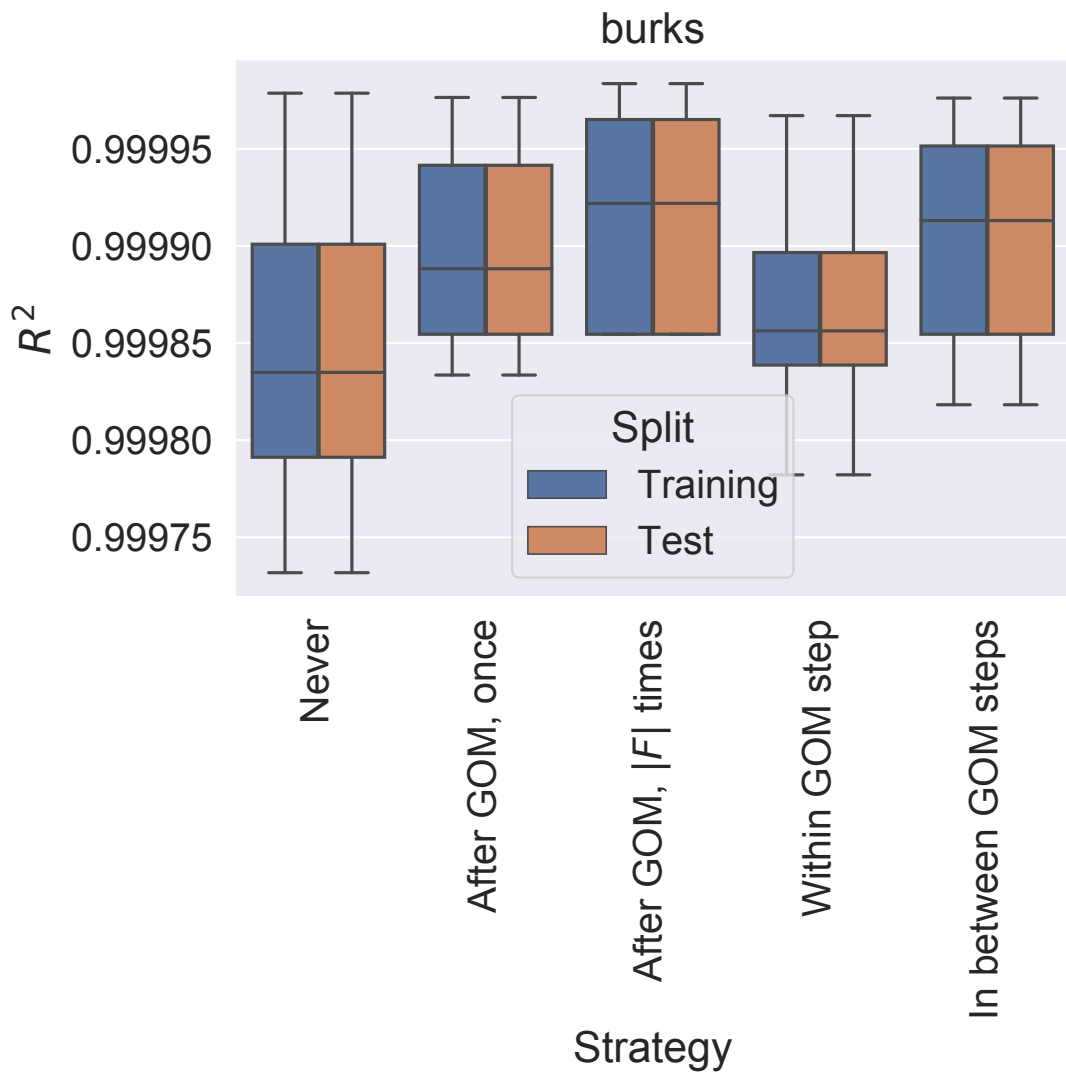 burks
R²
0.99995
0.99990
0.99985
0.99980
0.99975
Split
Training
Test
Never
After GOM, once
After GOM, |F| times
Within GOM step
In between GOM steps
Strategy